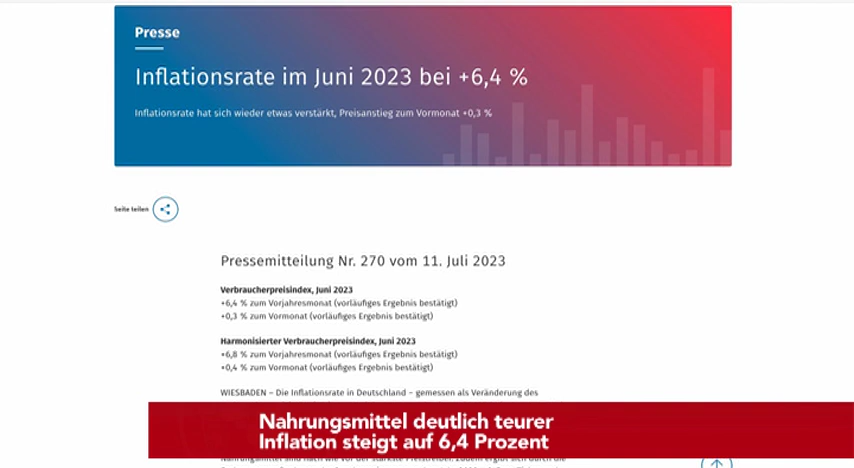 Presse
Inflationsrate im Juni 2023 bei +6,4 %
Inflationsrate hat sich wieder etwas verstärkt, Preisanstieg zum Vormonat +0,3 %
Seite teilen
Pressemitteilung Nr. 270 vom 11. Juli 2023
Verbraucherpreisindex, Juni 2023
+6,4 % zum Vorjahresmonat (vorläufiges Ergebnis bestätigt)
+0,3 % zum Vormonat (vorläufiges Ergebnis bestätigt)
Harmonisierter Verbraucherpreisindex, Juni 2023
+6,8 % zum Vorjahresmonat (vorläufiges Ergebnis bestätigt)
+0,4 % zum Vormonat (vorläufiges Ergebnis bestätigt)
WIESBADEN – Die Inflationsrate in Deutschland – gemessen als Veränderung des
Nahrungsmittel deutlich teurer
Inflation steigt auf 6,4 Prozent